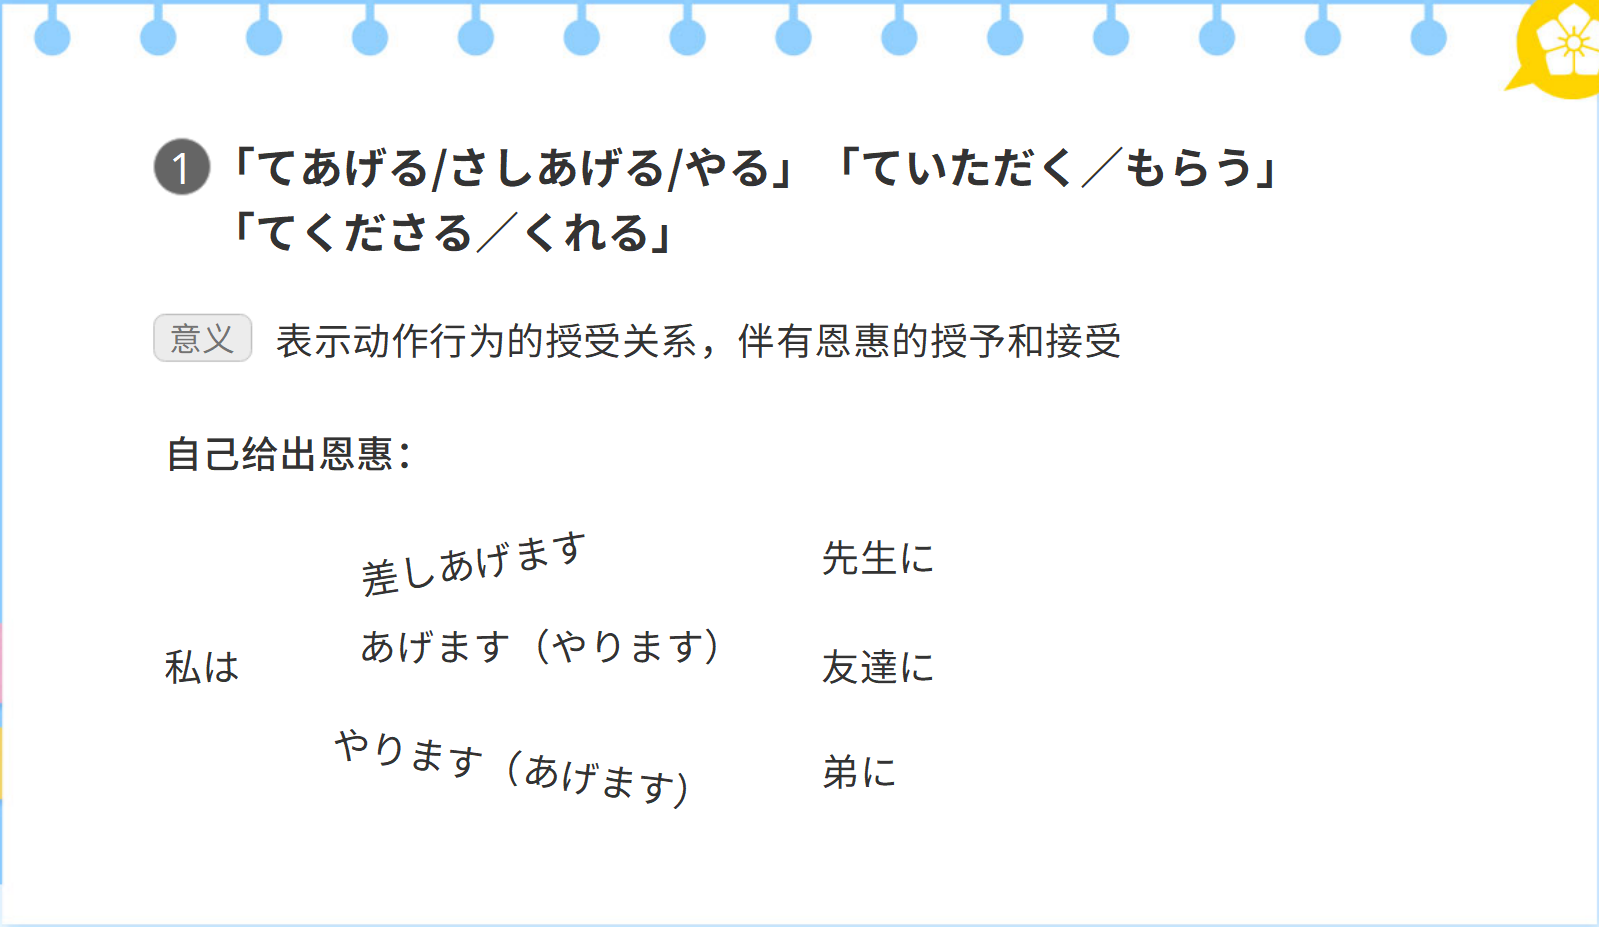 1 「てあげる/さしあげる/やる」「ていただく／もらう」
「てくださる／くれる」
意义 表示动作行为的授受关系，伴有恩惠的授予和接受
自己给出恩惠：
差しあげます 先生に
私は あげます（やります） 友達に
やります（あげます） 弟に